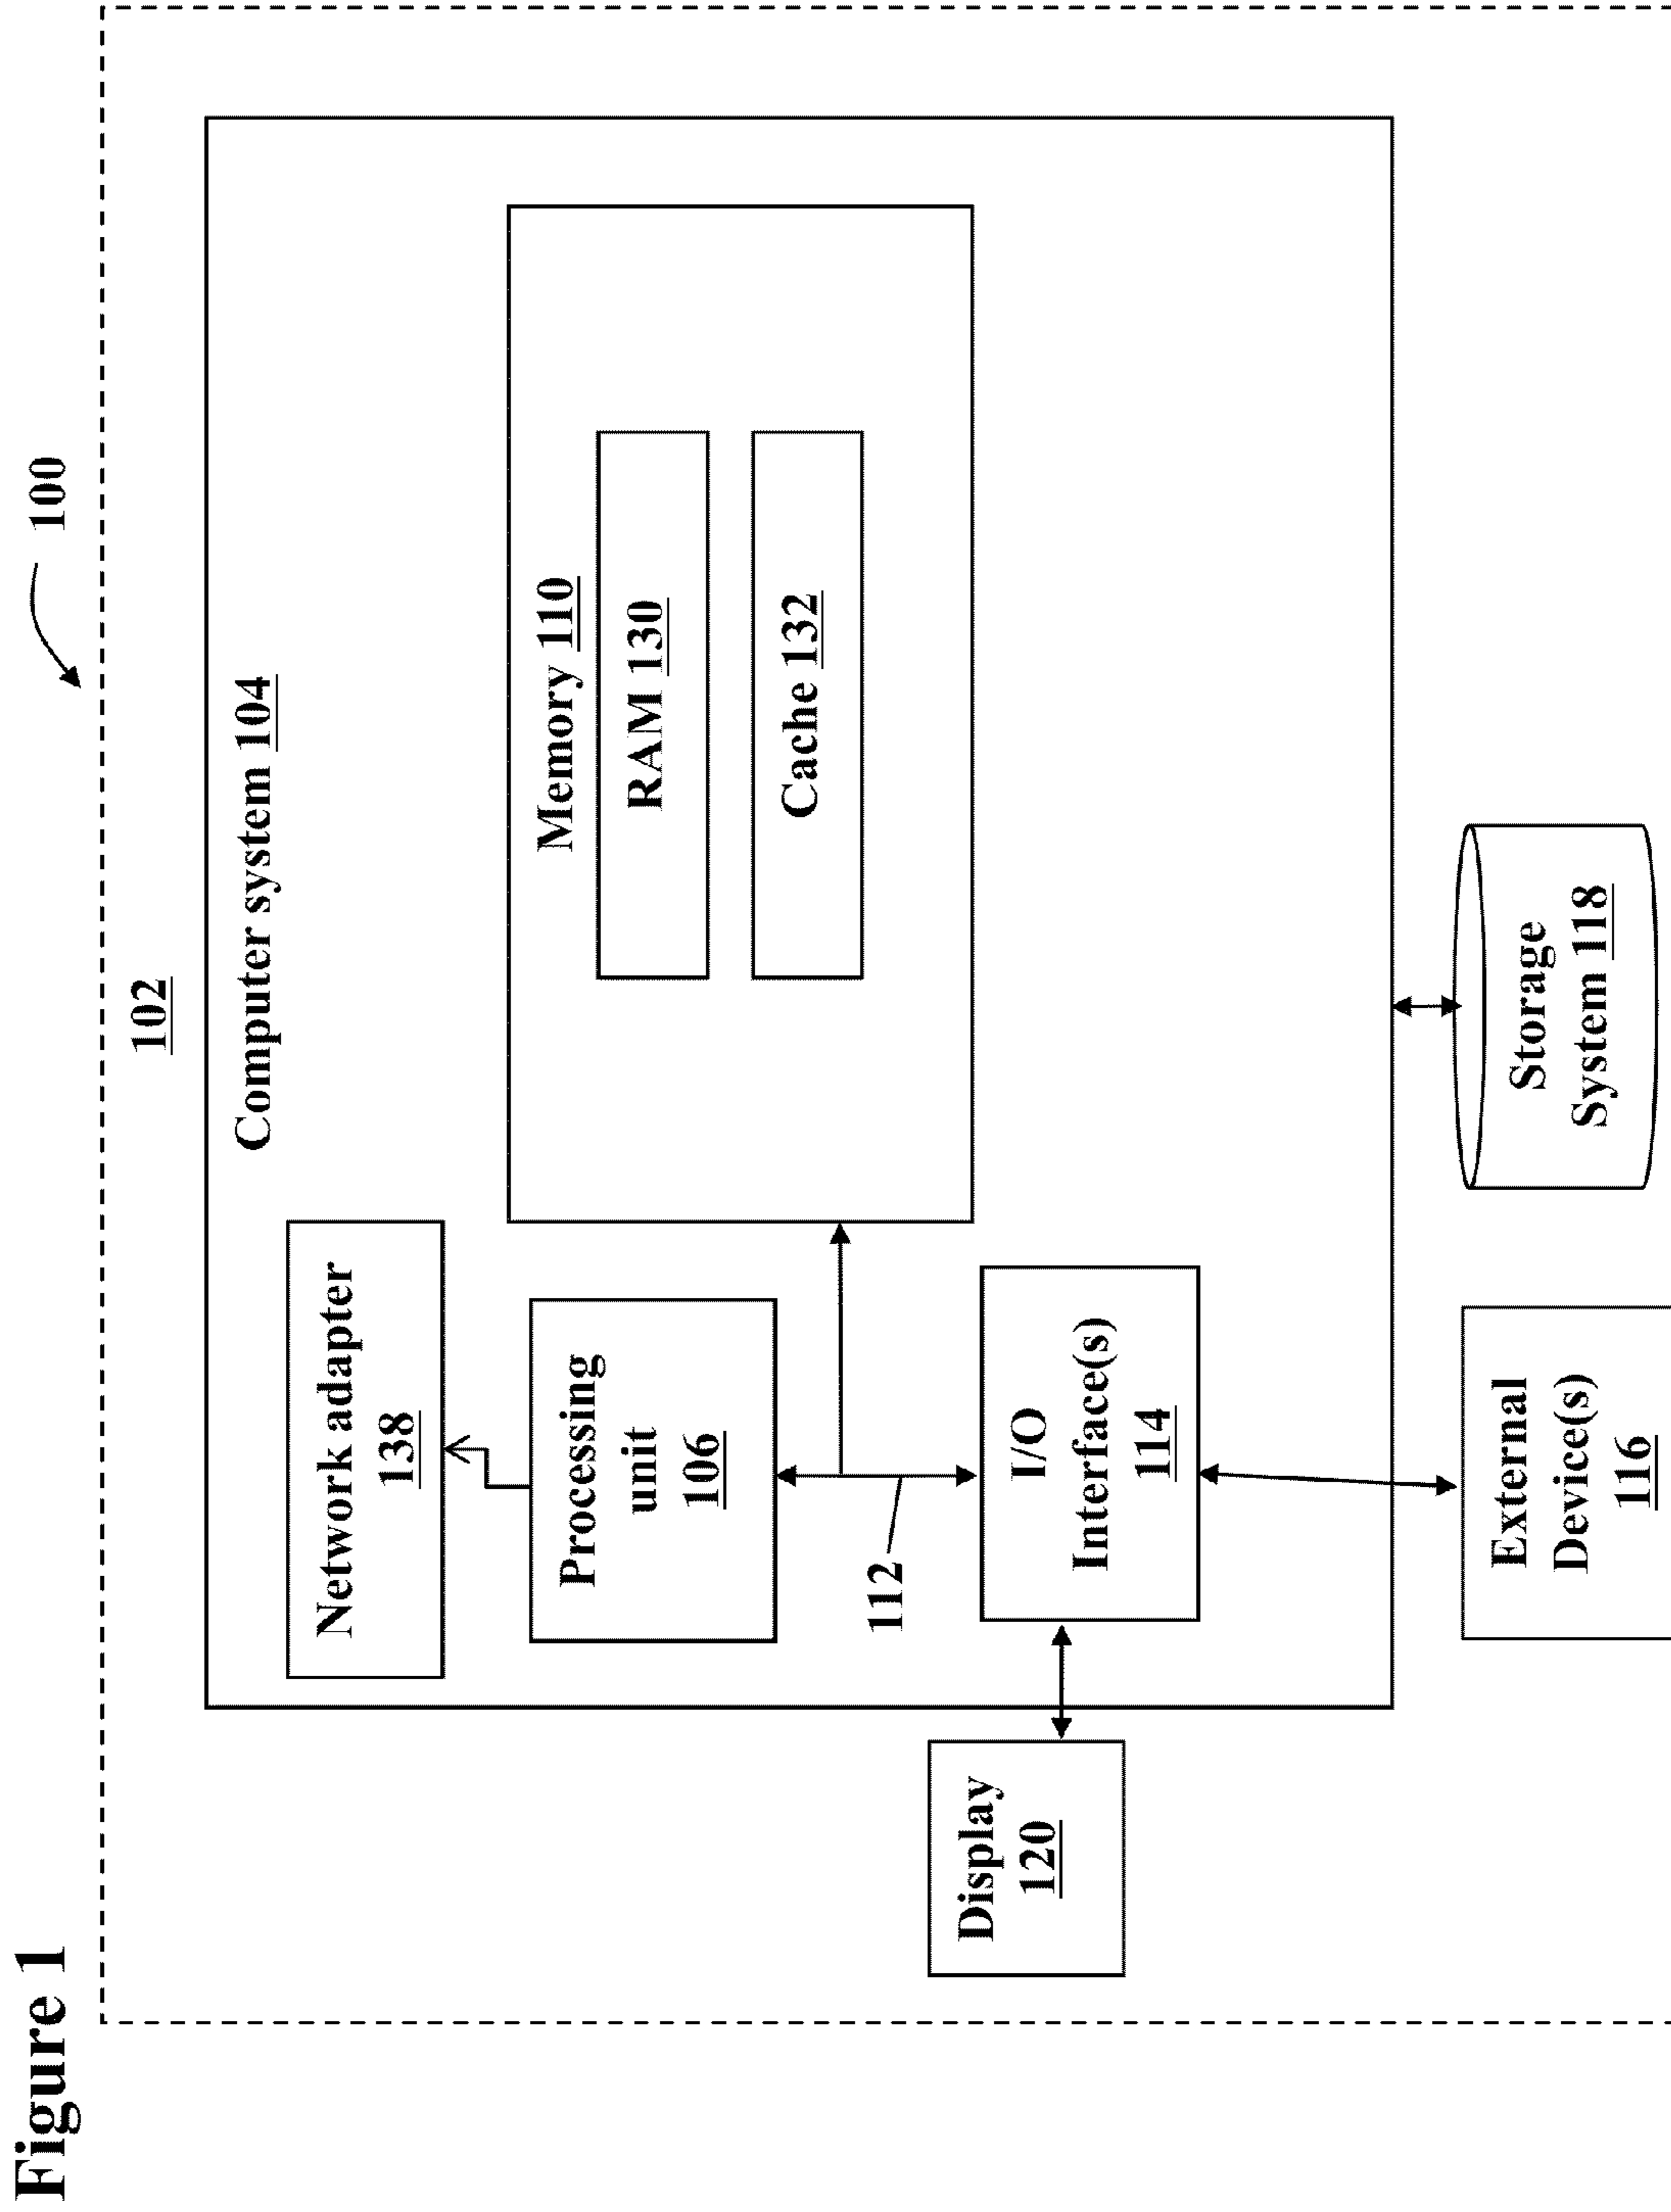 Figure 1
100
102
Computer system 104
Network adapter
138
Processing
unit
106
Memory 110
RAM 130
Cache 132
112
I/O
Interface(s)
114
Display
120
External
Device(s)
116
Storage
System 118